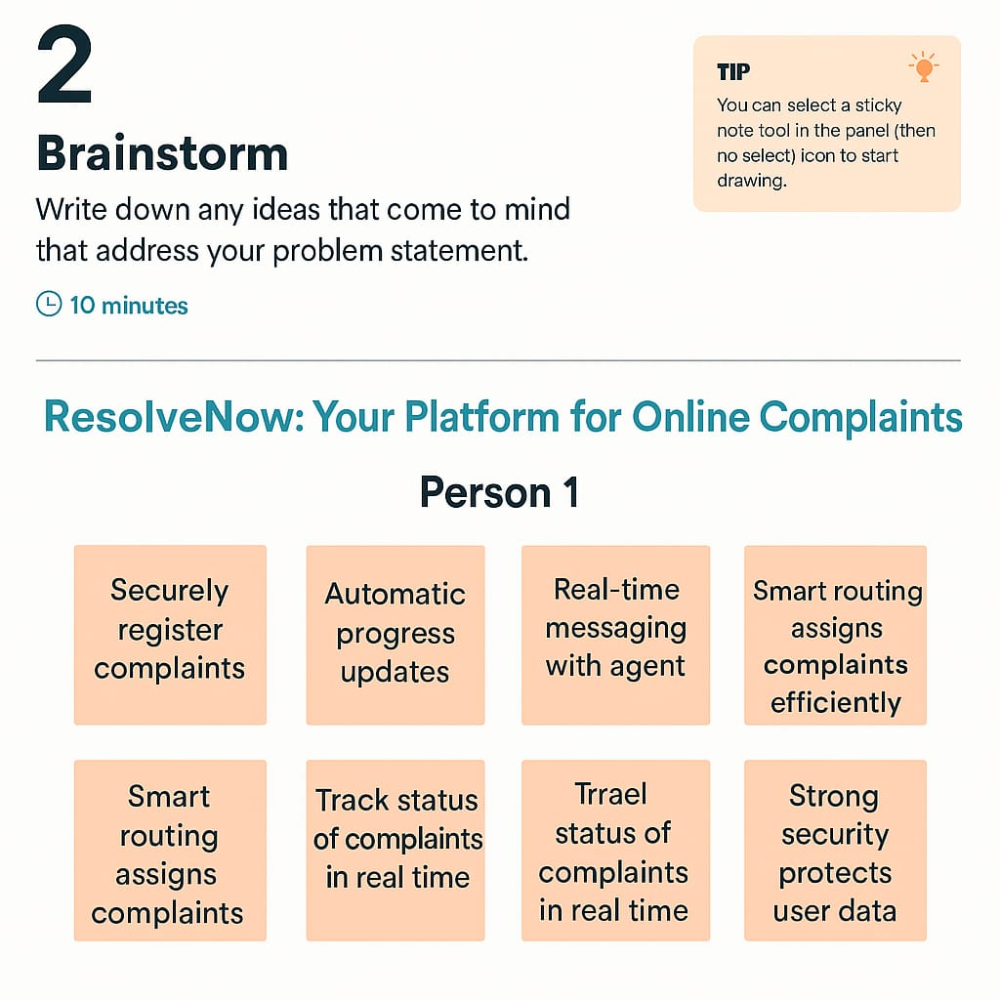 2
Brainstorm
Write down any ideas that come to mind
that address your problem statement.
10 minutes
TIP
You can select a sticky
note tool in the panel (then
no select) icon to start
drawing.
ResolveNow: Your Platform for Online Complaints
Person 1
Securely
register
complaints
Automatic
progress
updates
Real-time
messaging
with agent
Smart routing
assigns
complaints
efficiently
Smart
routing
assigns
complaints
Track status
of complaints
in real time
Trrael
status of
complaints
in real time
Strong
security
protects
user data